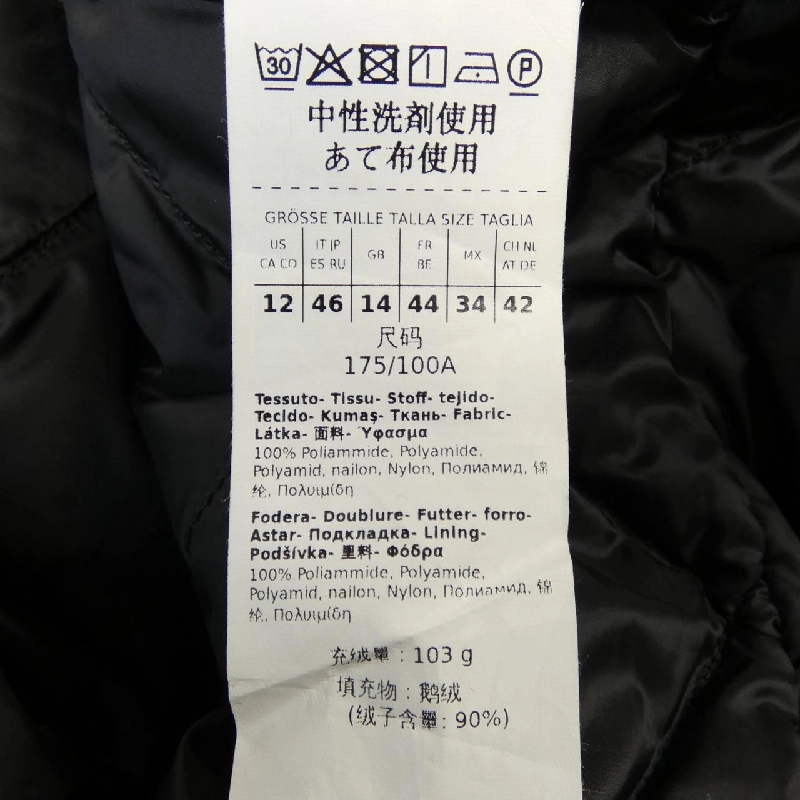 30 P
中性洗剤使用
あて布使用
GRÖSSE TAILLE TALLA SIZE TAGLIA
US IT JP GB FR MX CH NL
CA CO ES RU BE AT DE
12 46 14 44 34 42
尺码
175/100A
Tessuto- Tissu- Stoff- tejido-
Tecido- Kumaş- Ткань- Fabric-
Látka- 面料- Ύφασμα
100% Poliammide, Polyamide,
Polyamid, nailon, Nylon, Полиамид, 锦
纶, Πολυιμίδη
Fodera- Doublure- Futter- forro-
Astar- Подкладка- Lining-
Podšívka- 里料- Φόδρα
100% Poliammide, Polyamide,
Polyamid, nailon, Nylon, Полиамид, 锦
纶, Πολυιμίδη
充绒量 : 103 g
填充物 : 鹅绒
(绒子含量: 90%)